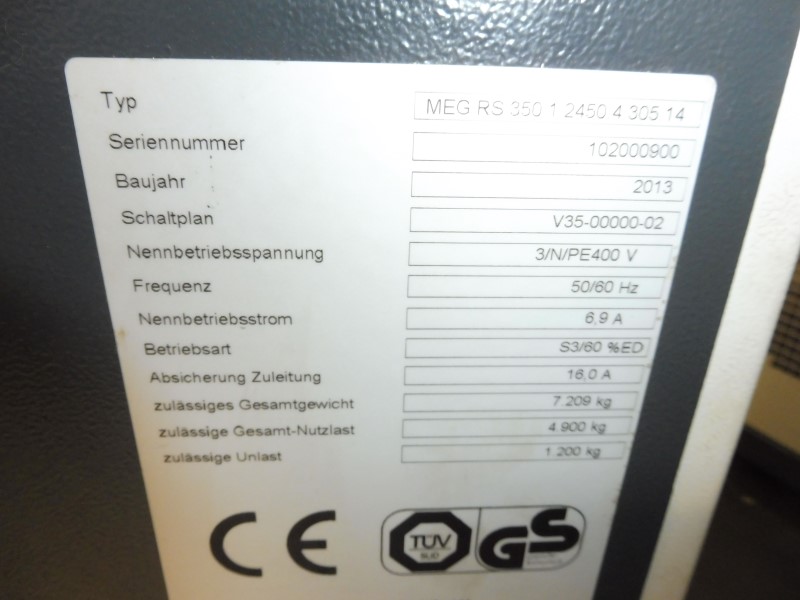 Typ MEG RS 350 1 2450 4 305 14
Seriennummer 102000900
Baujahr 2013
Schaltplan V35-00000-02
Nennbetriebsspannung 3/N/PE400 V
Frequenz 50/60 Hz
Nennbetriebsstrom 6,9 A
Betriebsart S3/60 %ED
Absicherung Zuleitung 16,0 A
zulässiges Gesamtgewicht 7.209 kg
zulässige Gesamt-Nutzlast 4.900 kg
zulässige Unlast 1.200 kg
CE TÜV SÜD GS